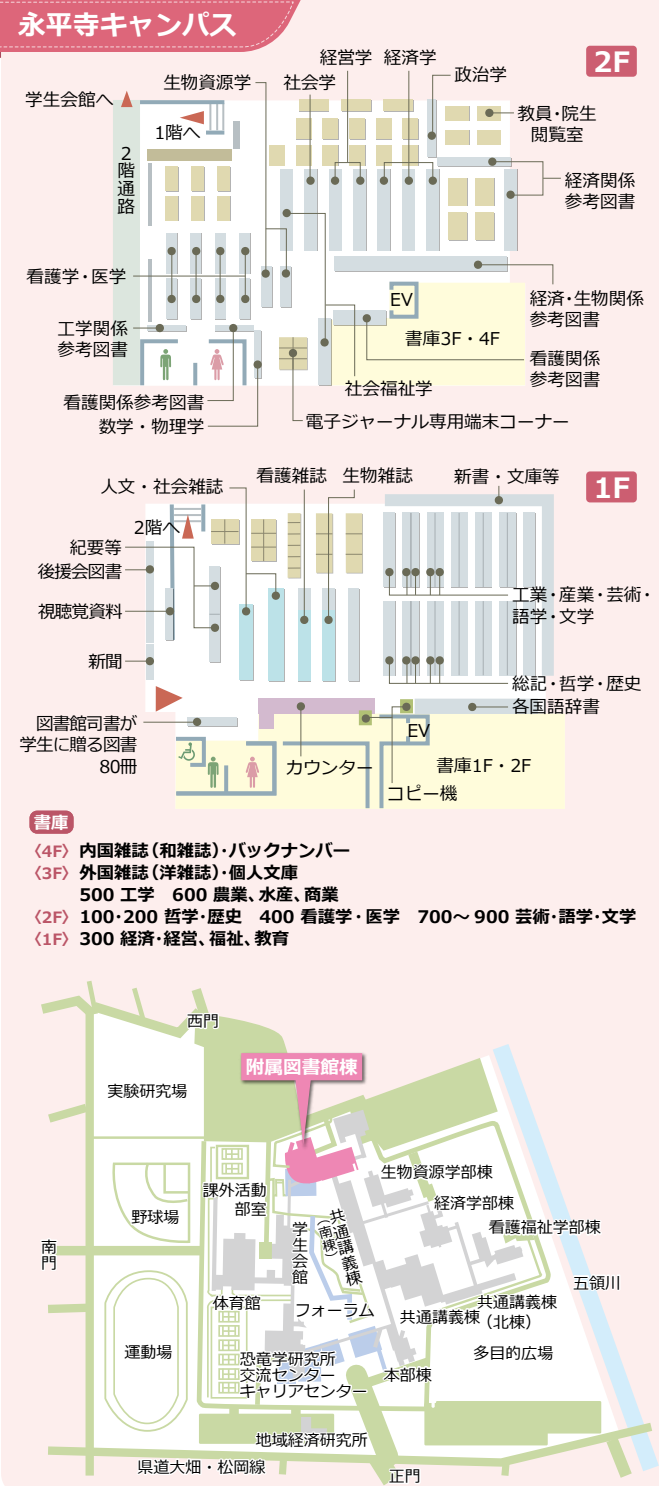 永平寺キャンパス
2F
経営学
経済学
生物資源学
社会学
政治学
学生会館へ
1階へ
教員・院生
閲覧室
2階通路
経済関係
参考図書
看護学・医学
EV
経済・生物関係
参考図書
工学関係
参考図書
書庫3F・4F
看護関係
参考図書
社会福祉学
看護関係参考図書
数学・物理学
電子ジャーナル専用端末コーナー
1F
人文・社会雑誌
看護雑誌
生物雑誌
新書・文庫等
2階へ
紀要等
後援会図書
工業・産業・芸術・
語学・文学
視聴覚資料
新聞
総記・哲学・歴史
各国語辞書
図書館司書が
学生に贈る図書
80冊
EV
カウンター
書庫1F・2F
コピー機
書庫
〈4F〉 内国雑誌(和雑誌)・バックナンバー
〈3F〉 外国雑誌(洋雑誌)・個人文庫
500 工学 600 農業、水産、商業
〈2F〉 100・200 哲学・歴史 400 看護学・医学 700～900 芸術・語学・文学
〈1F〉 300 経済・経営、福祉、教育
西門
附属図書館棟
実験研究場
生物資源学部棟
課外活動
部室
経済学部棟
野球場
看護福祉学部棟
学生会館
共通講義棟
(南棟)
南門
五領川
体育館
フォーラム
共通講義棟
共通講義棟
(北棟)
運動場
恐竜学研究所
交流センター
キャリアセンター
多目的広場
本部棟
地域経済研究所
県道大畑・松岡線
正門